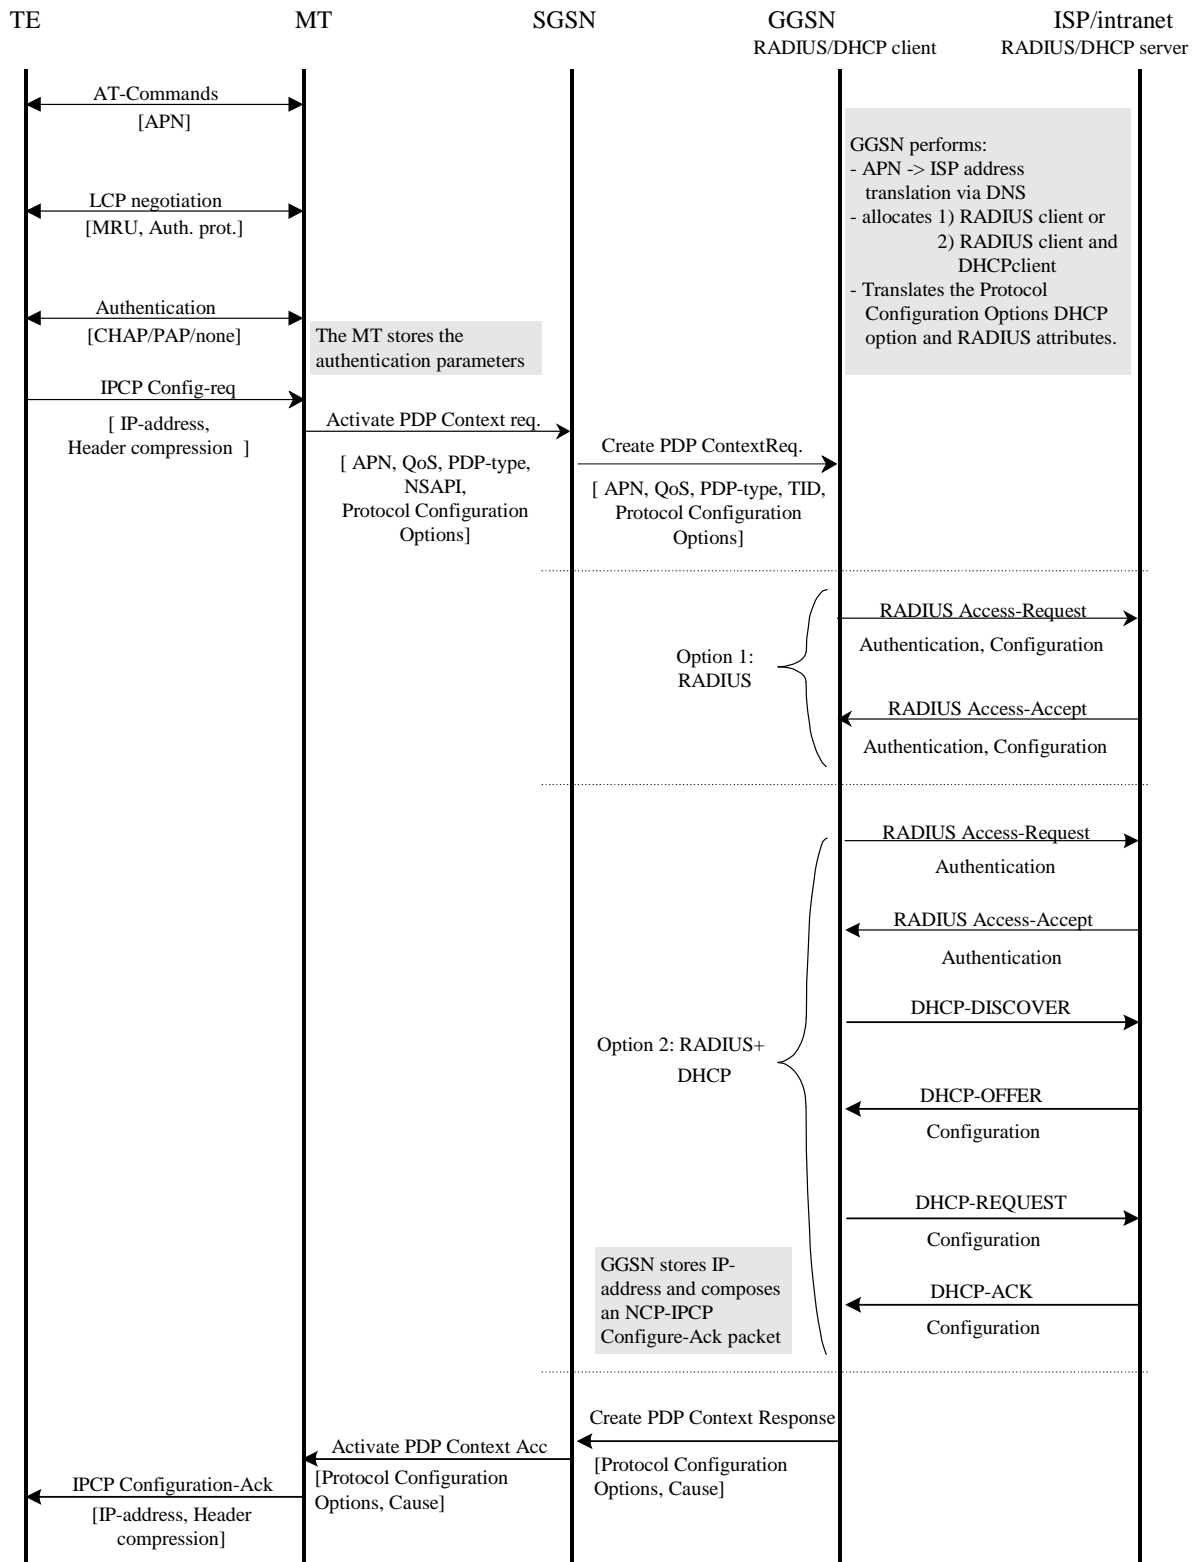 TE
MT
SGSN
GGSN
ISP/intranet
RADIUS/DHCP client
RADIUS/DHCP server
AT-Commands
[APN]
GGSN performs:
- APN -> ISP address
translation via DNS
- allocates 1) RADIUS client or
2) RADIUS client and
DHCPclient
- Translates the Protocol
Configuration Options DHCP
option and RADIUS attributes.
LCP negotiation
[MRU, Auth. prot.]
Authentication
[CHAP/PAP/none]
The MT stores the
authentication parameters
IPCP Config-req
[ IP-address,
Header compression ]
Activate PDP Context req.
[ APN, QoS, PDP-type,
NSAPI,
Protocol Configuration
Options]
Create PDP ContextReq.
[ APN, QoS, PDP-type, TID,
Protocol Configuration
Options]
RADIUS Access-Request
Authentication, Configuration
Option 1:
RADIUS
RADIUS Access-Accept
Authentication, Configuration
RADIUS Access-Request
Authentication
RADIUS Access-Accept
Authentication
DHCP-DISCOVER
Option 2: RADIUS+
DHCP
DHCP-OFFER
Configuration
DHCP-REQUEST
Configuration
GGSN stores IP-
address and composes
an NCP-IPCP
Configure-Ack packet
DHCP-ACK
Configuration
Create PDP Context Response
[Protocol Configuration
Options, Cause]
Activate PDP Context Acc
[Protocol Configuration
Options, Cause]
IPCP Configuration-Ack
[IP-address, Header
compression]